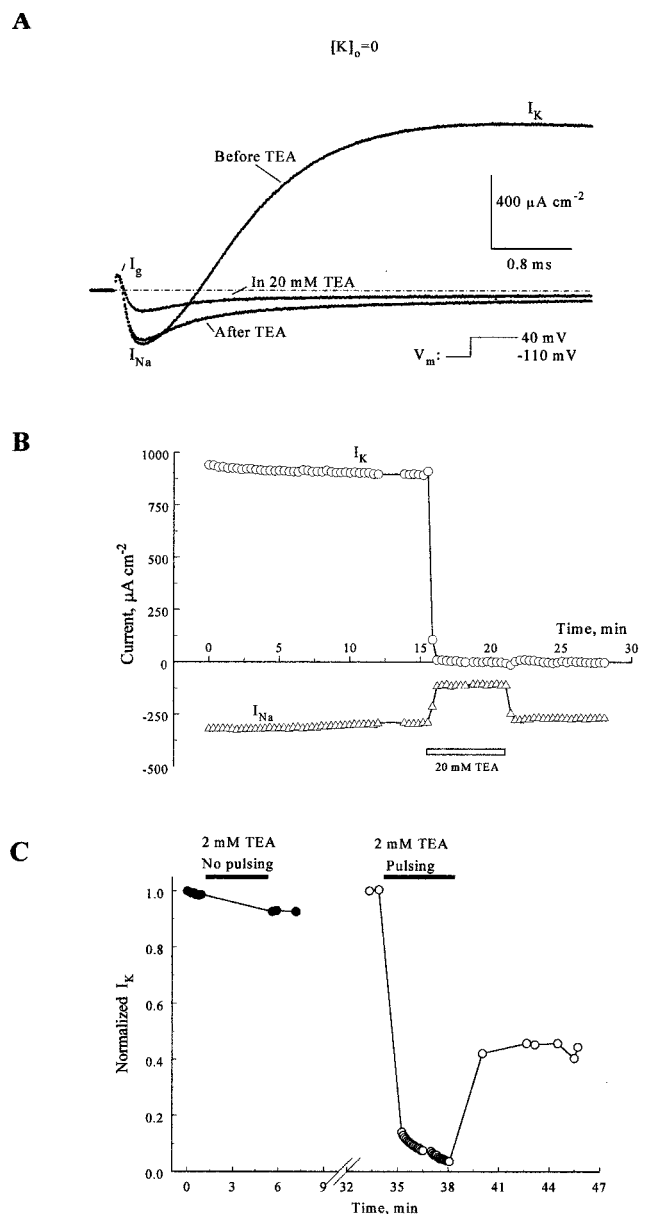 A
[K]o=0
IK
Before TEA
400 µA cm-2
0.8 ms
Ig
In 20 mM TEA
After TEA
INa
Vm:
40 mV
-110 mV
B
IK
1000
750
500
250
0
-250
-500
Current, µA cm-2
Time, min
0
5
10
15
20
25
30
INa
20 mM TEA
C
2 mM TEA
No pulsing
2 mM TEA
Pulsing
1.0
0.8
0.6
0.4
0.2
0.0
Normalized IK
0
3
6
9
32
35
38
41
44
47
Time, min